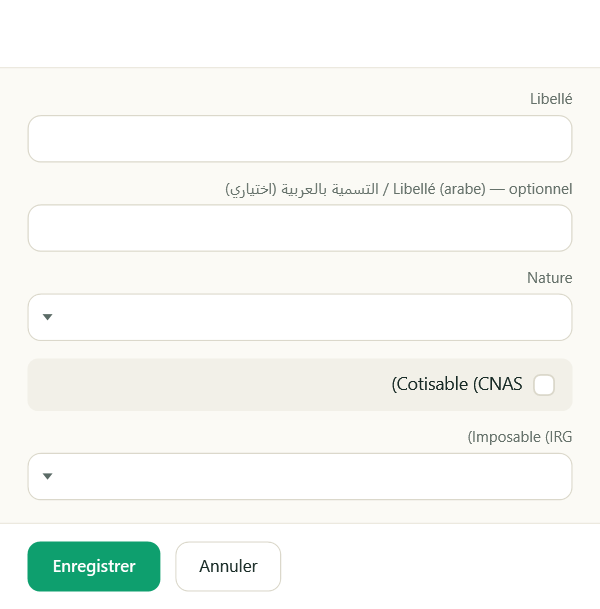 Libellé
التسمية بالعربية (اختياري) / Libellé (arabe) — optionnel
Nature
Cotisable (CNAS)
Imposable (IRG)
Enregistrer
Annuler